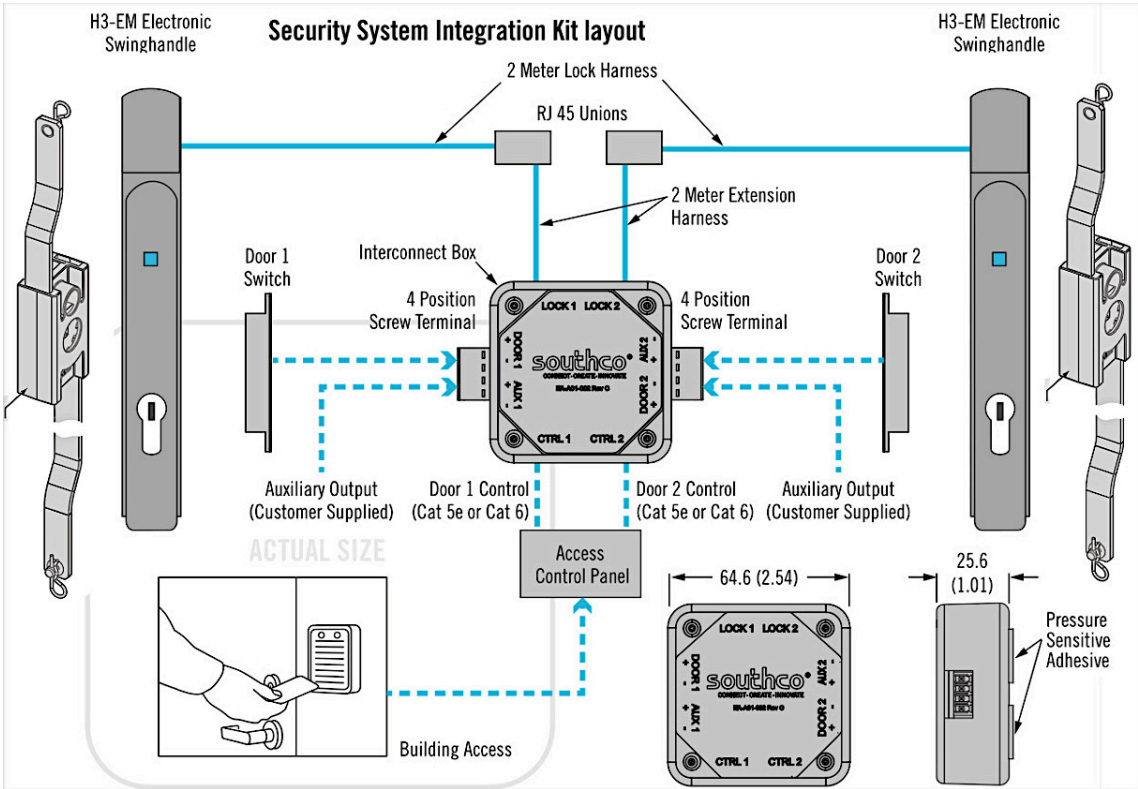 H3-EM Electronic
Swinghandle
Security System Integration Kit layout
H3-EM Electronic
Swinghandle
2 Meter Lock Harness
RJ 45 Unions
2 Meter Extension
Harness
Interconnect Box
Door 1
Switch
Door 2
Switch
4 Position
Screw Terminal
4 Position
Screw Terminal
LOCK 1 LOCK 2
+ DOOR 1 -
+ AUX 1 -
southco®
CONNECT · CREATE · INNOVATE
AUX 2 -
+
DOOR 2 -
+
CTRL 1 CTRL 2
Auxiliary Output
(Customer Supplied)
Door 1 Control
(Cat 5e or Cat 6)
Door 2 Control
(Cat 5e or Cat 6)
Auxiliary Output
(Customer Supplied)
ACTUAL SIZE
Access
Control Panel
Building Access
64.6 (2.54)
25.6
(1.01)
LOCK 1 LOCK 2
+ DOOR 1 -
+ AUX 1 -
southco®
CONNECT · CREATE · INNOVATE
AUX 2 -
+
DOOR 2 -
+
CTRL 1 CTRL 2
Pressure
Sensitive
Adhesive